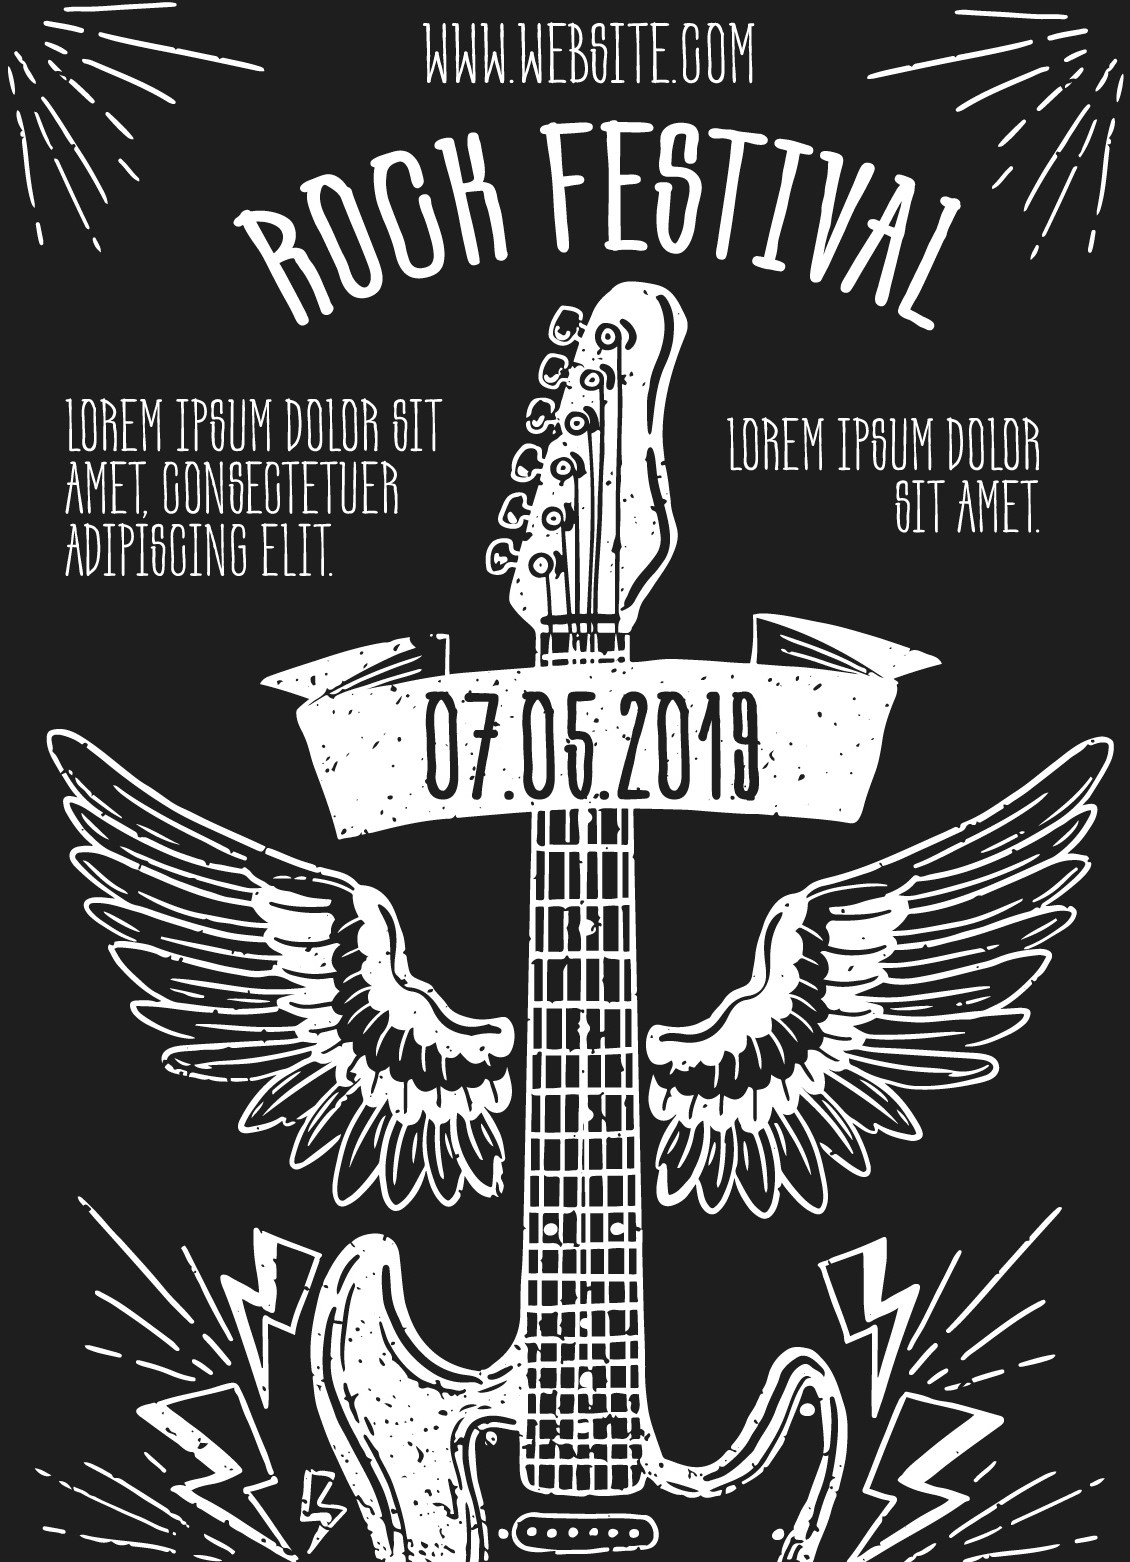 WWW.WEBSITE.COM
ROCK FESTIVAL
LOREM IPSUM DOLOR SIT
AMET, CONSECTETUER
ADIPISCING ELIT.
LOREM IPSUM DOLOR
SIT AMET.
07.05.2019